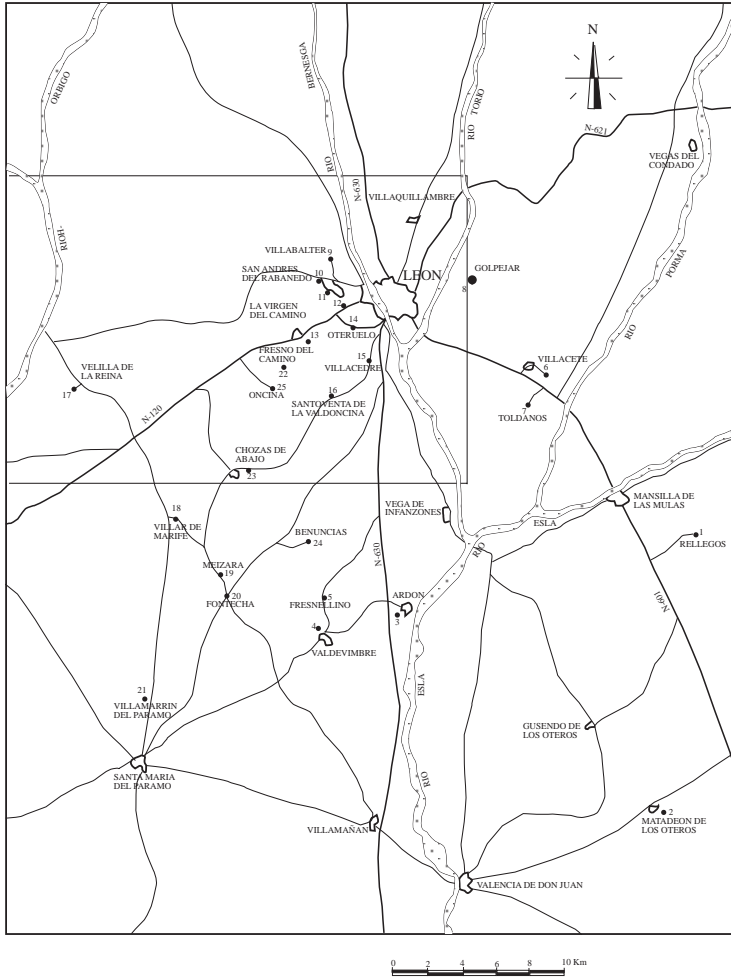 N
ORBIGO
BERNESGA
RIO
RIO TORIO
N-621
VEGAS DEL
CONDADO
N-630
VILLAQUILLAMBRE
RIOH.
PORMA
RIO
VILLABALTER
9
SAN ANDRES
DEL RABANEDO
10
11
LEON
GOLPEJAR
8
LA VIRGEN
DEL CAMINO
12
14
OTERUELO
13
FRESNO DEL
CAMINO
22
15
VILLACEDRE
VILLACETE
6
VELILLA DE
LA REINA
17
25
ONCINA
16
SANTOVENTA DE
LA VALDONCINA
7
TOLDANOS
N-120
CHOZAS DE
ABAJO
23
MANSILLA DE
LAS MULAS
18
VILLAR DE
MARIFE
VEGA DE
INFANZONES
ESLA
RIO
BENUNCIAS
24
1
RELLEGOS
N-630
MEIZARA
19
20
FONTECHA
5
FRESNELLINO
ARDON
3
N-601
4
VALDEVIMBRE
ESLA
21
VILLAMARRIN
DEL PARAMO
GUSENDO DE
LOS OTEROS
SANTA MARIA
DEL PARAMO
RIO
2
MATADEON DE
LOS OTEROS
VILLAMAÑAN
VALENCIA DE DON JUAN
0 2 4 6 8 10 Km